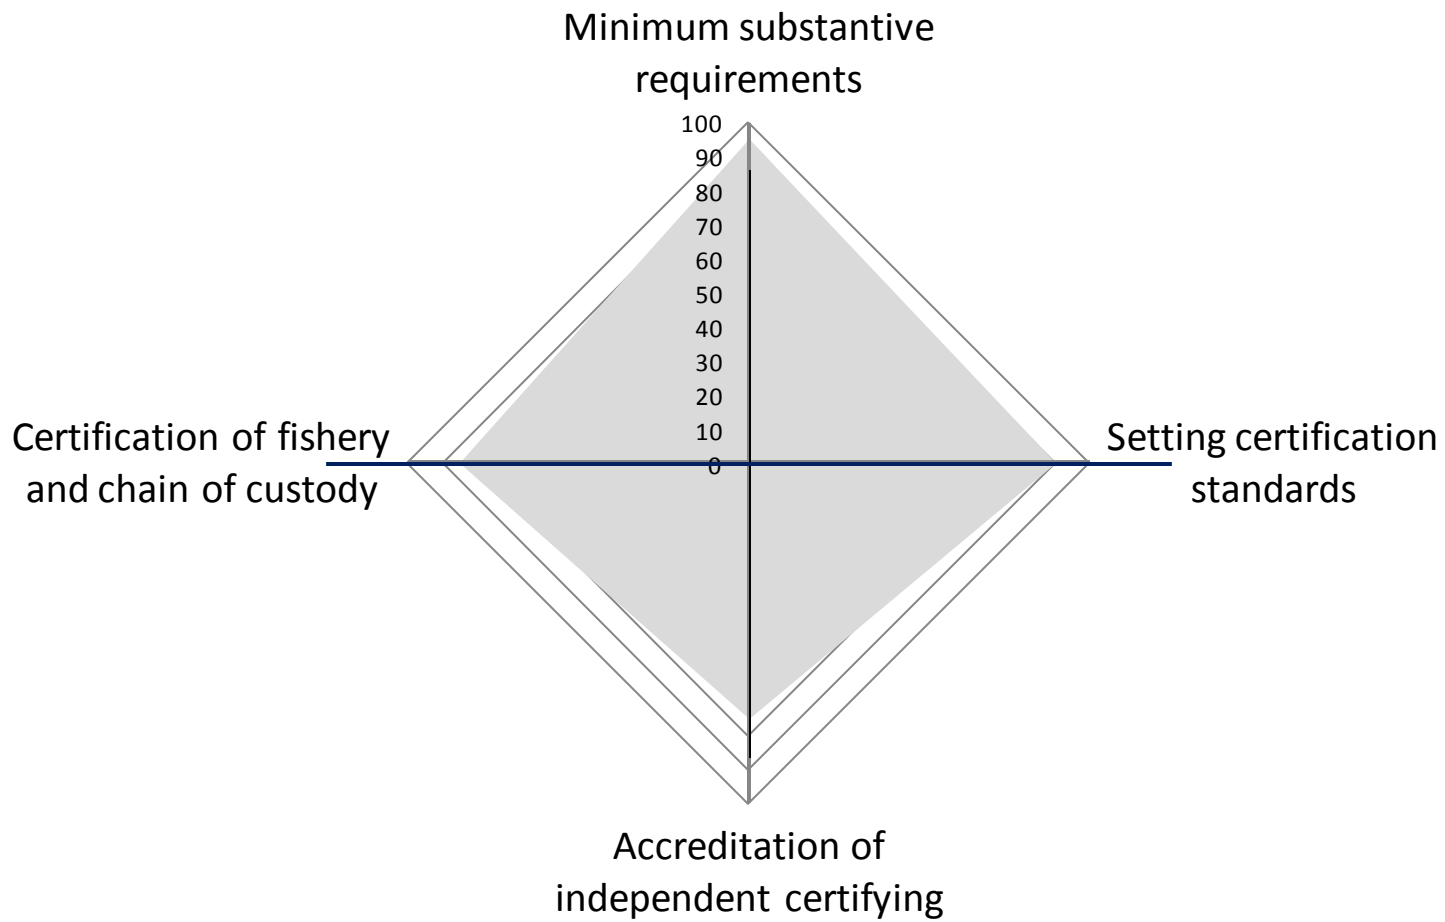 Minimum substantive
requirements
100
90
80
70
60
50
40
30
20
10
0
Certification of fishery
and chain of custody
Setting certification
standards
Accreditation of
independent certifying